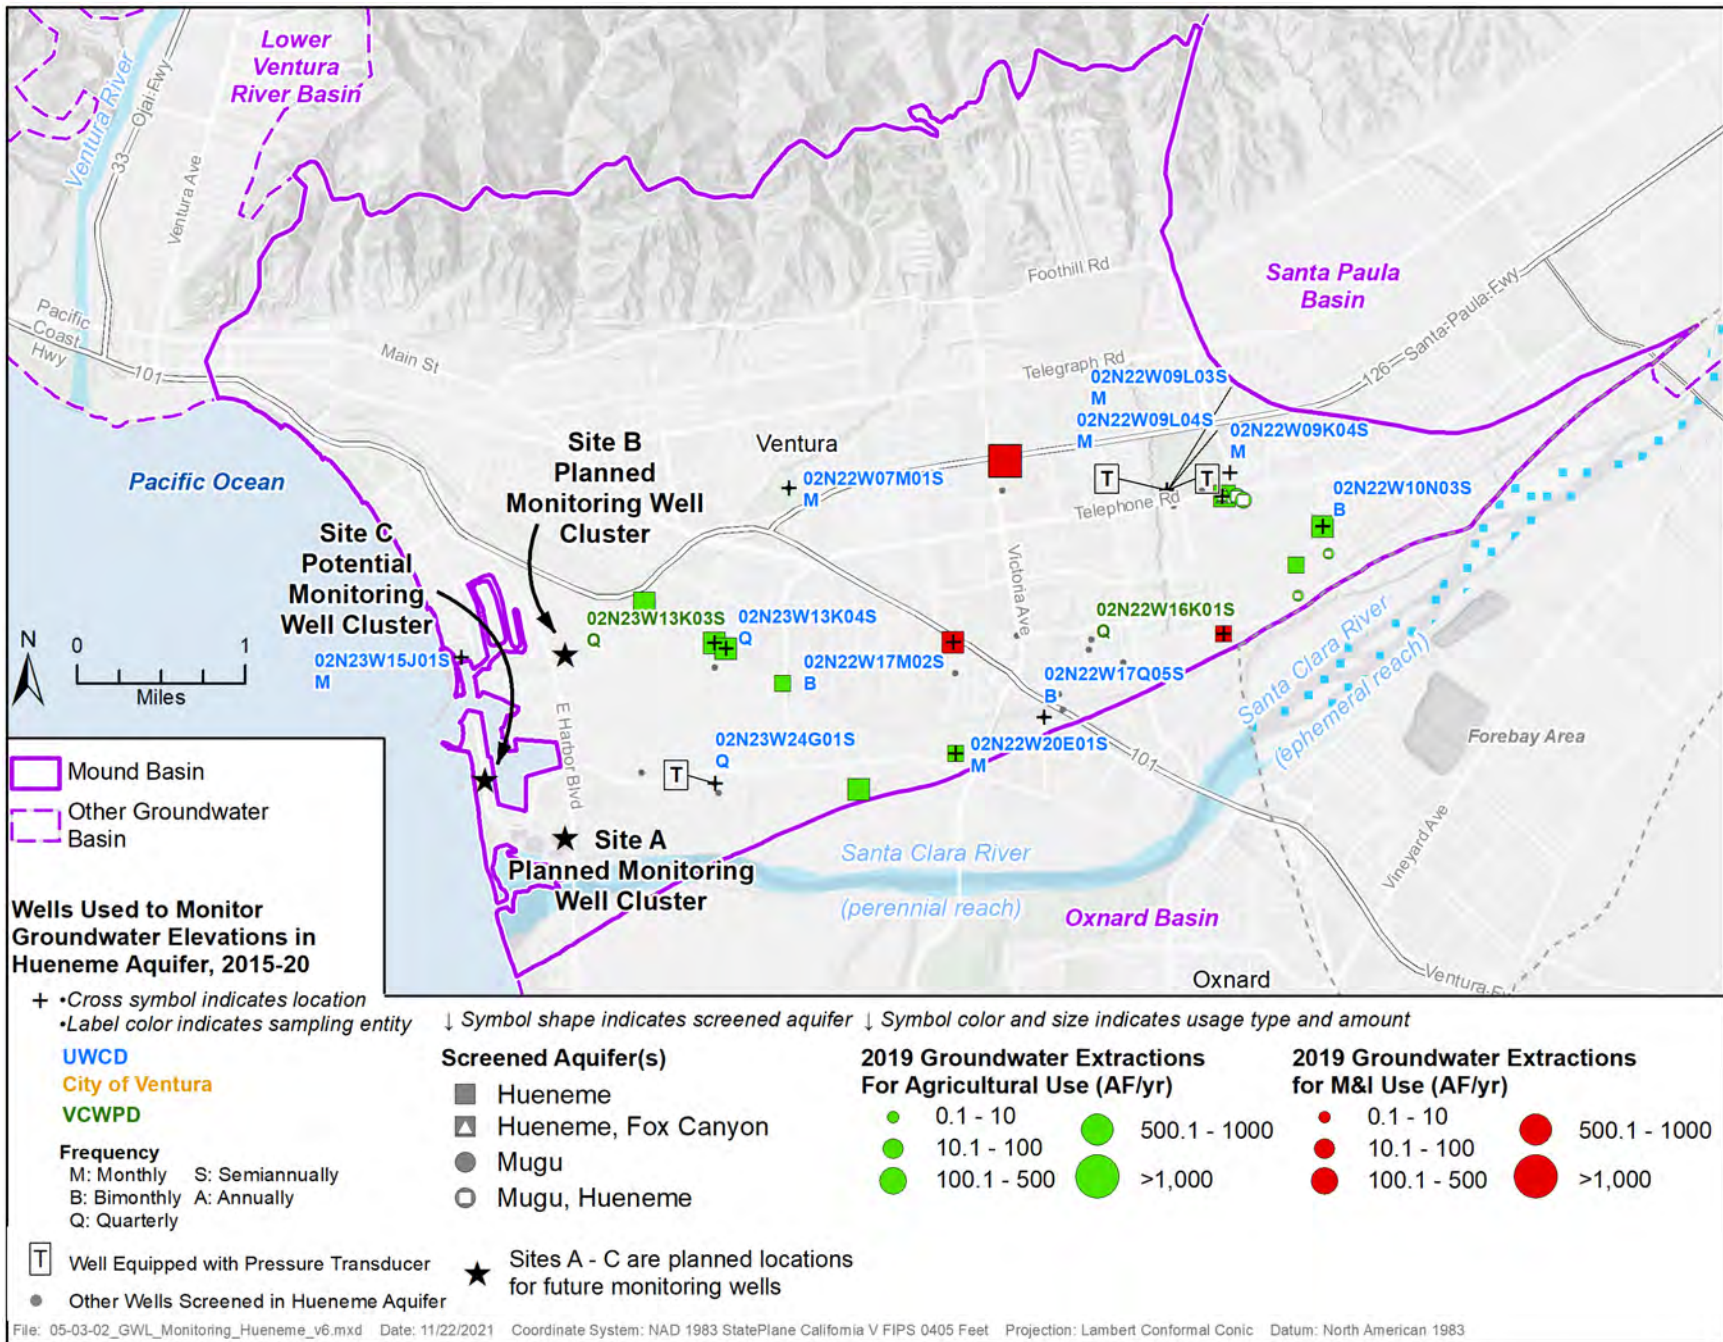 Lower
Ventura
River Basin
Ventura River
33
Ojai Fwy
Ventura Ave
Foothill Rd
Santa Paula
Basin
Pacific
Coast
Hwy
101
Main St
Telegraph Rd
126
Santa Paula Fwy
02N22W09L03S
M
02N22W09L04S
M
02N22W09K04S
M
Site B
Planned
Monitoring Well
Cluster
Ventura
Pacific Ocean
02N22W07M01S
M
T
T
Telephone Rd
02N22W10N03S
B
Site C
Potential
Monitoring
Well Cluster
Victoria Ave
02N23W13K03S
Q
02N23W13K04S
Q
02N22W16K01S
Q
N
0 1
Miles
02N23W15J01S
M
02N22W17M02S
B
02N22W17Q05S
B
Santa Clara River
(ephemeral reach)
E Harbor Blvd
02N23W24G01S
Q
T
02N22W20E01S
M
101
Forebay Area
Vineyard Ave
Site A
Planned Monitoring
Well Cluster
Santa Clara River
(perennial reach)
Oxnard Basin
Oxnard
Mound Basin
Other Groundwater
Basin
Wells Used to Monitor
Groundwater Elevations in
Hueneme Aquifer, 2015-20
•Cross symbol indicates location
•Label color indicates sampling entity
UWCD
City of Ventura
VCWPD
Frequency
M: Monthly S: Semiannually
B: Bimonthly A: Annually
Q: Quarterly
T Well Equipped with Pressure Transducer
Other Wells Screened in Hueneme Aquifer
↓ Symbol shape indicates screened aquifer
Screened Aquifer(s)
Hueneme
Hueneme, Fox Canyon
Mugu
Mugu, Hueneme
Sites A - C are planned locations
for future monitoring wells
↓ Symbol color and size indicates usage type and amount
2019 Groundwater Extractions
For Agricultural Use (AF/yr)
0.1 - 10
10.1 - 100
100.1 - 500
500.1 - 1000
>1,000
2019 Groundwater Extractions
for M&I Use (AF/yr)
0.1 - 10
10.1 - 100
100.1 - 500
500.1 - 1000
>1,000
File: 05-03-02_GWL_Monitoring_Hueneme_v6.mxd Date: 11/22/2021 Coordinate System: NAD 1983 StatePlane California V FIPS 0405 Feet Projection: Lambert Conformal Conic Datum: North American 1983